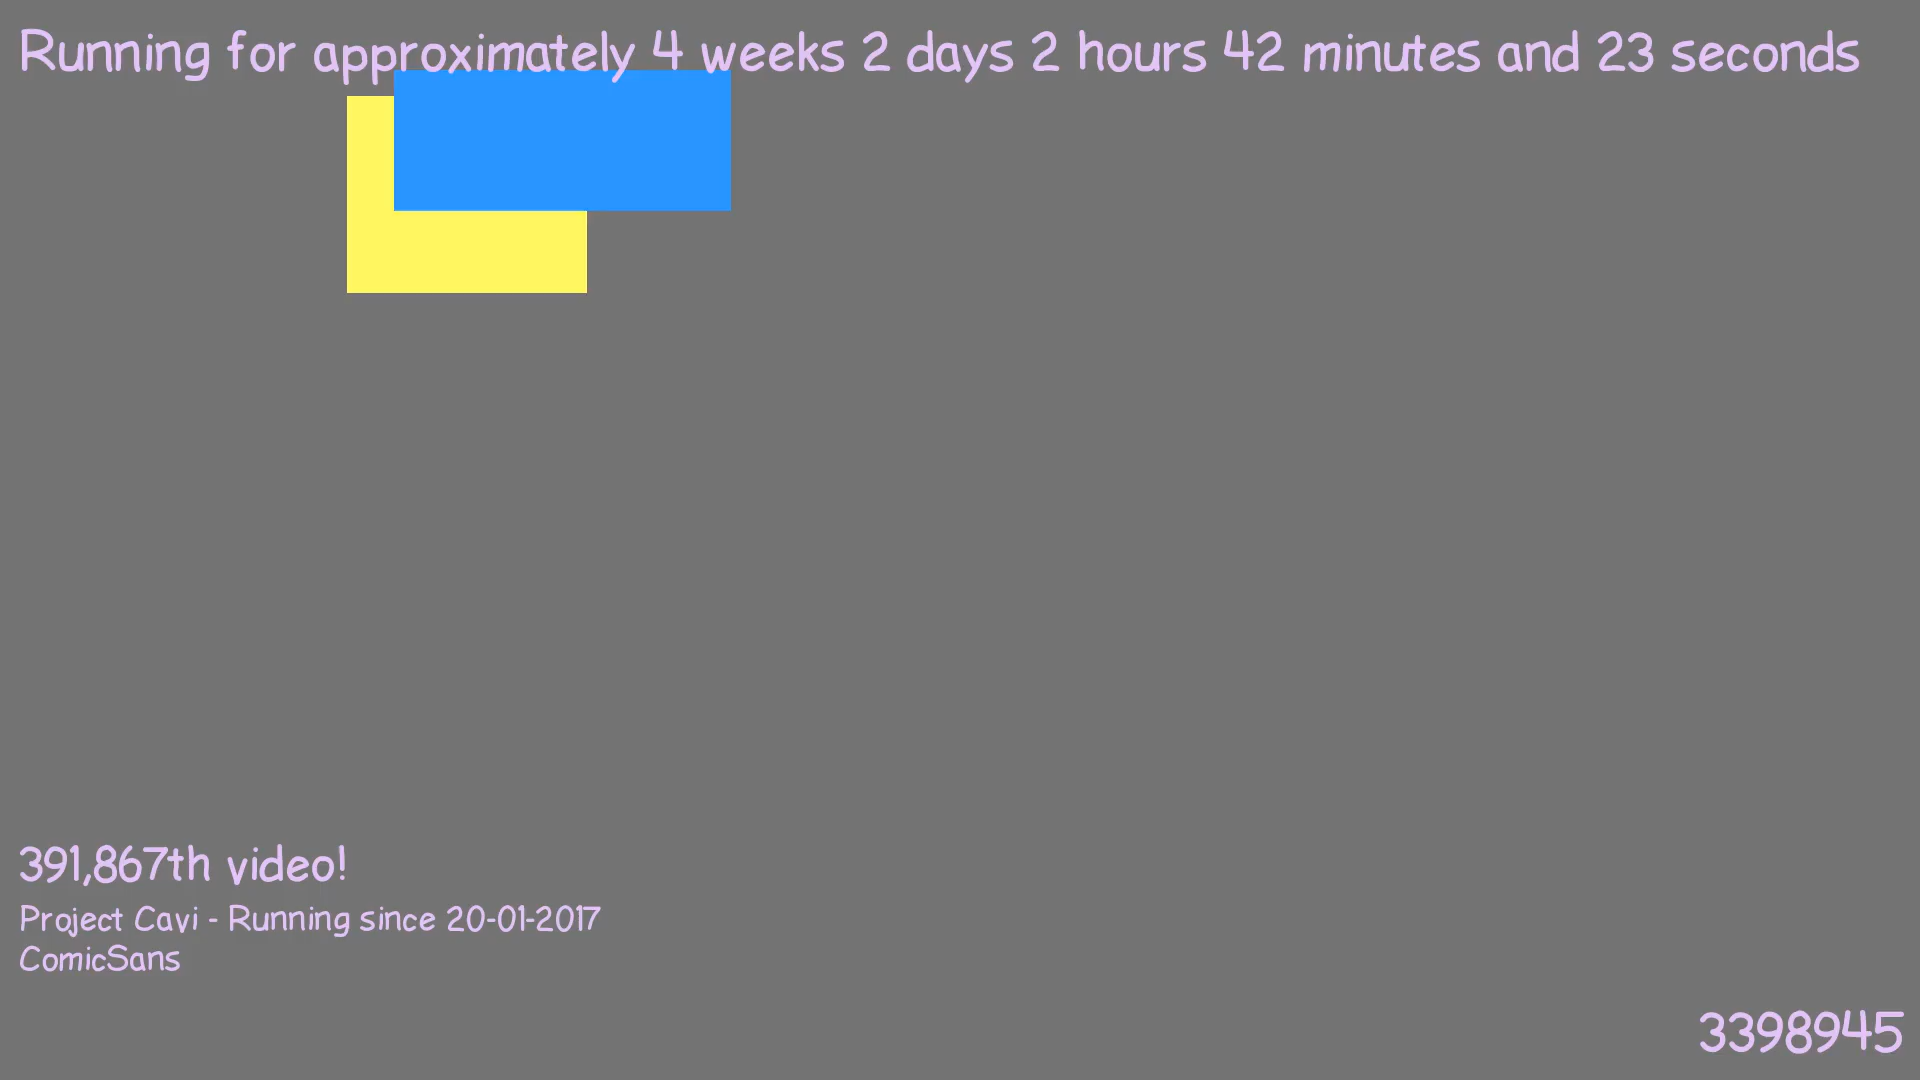 Running for approximately 4 weeks 2 days 2 hours 42 minutes and 23 seconds
391,867th video!
Project Cavi - Running since 20-01-2017
ComicSans
3398945